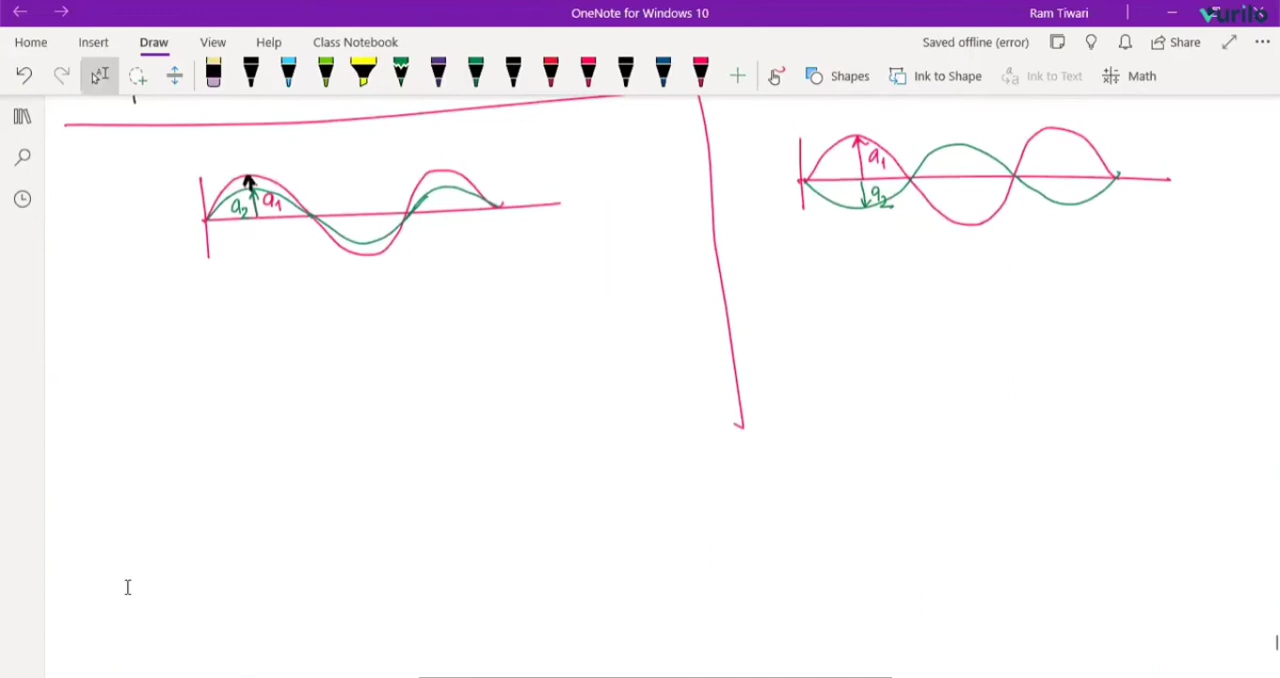 OneNote for Windows 10
Ram Tiwari
vurilo
Home Insert Draw View Help Class Notebook
Saved offline (error)
Share
Shapes
Ink to Shape
Ink to Text
Math
a₂ a₁
a₁
a₂